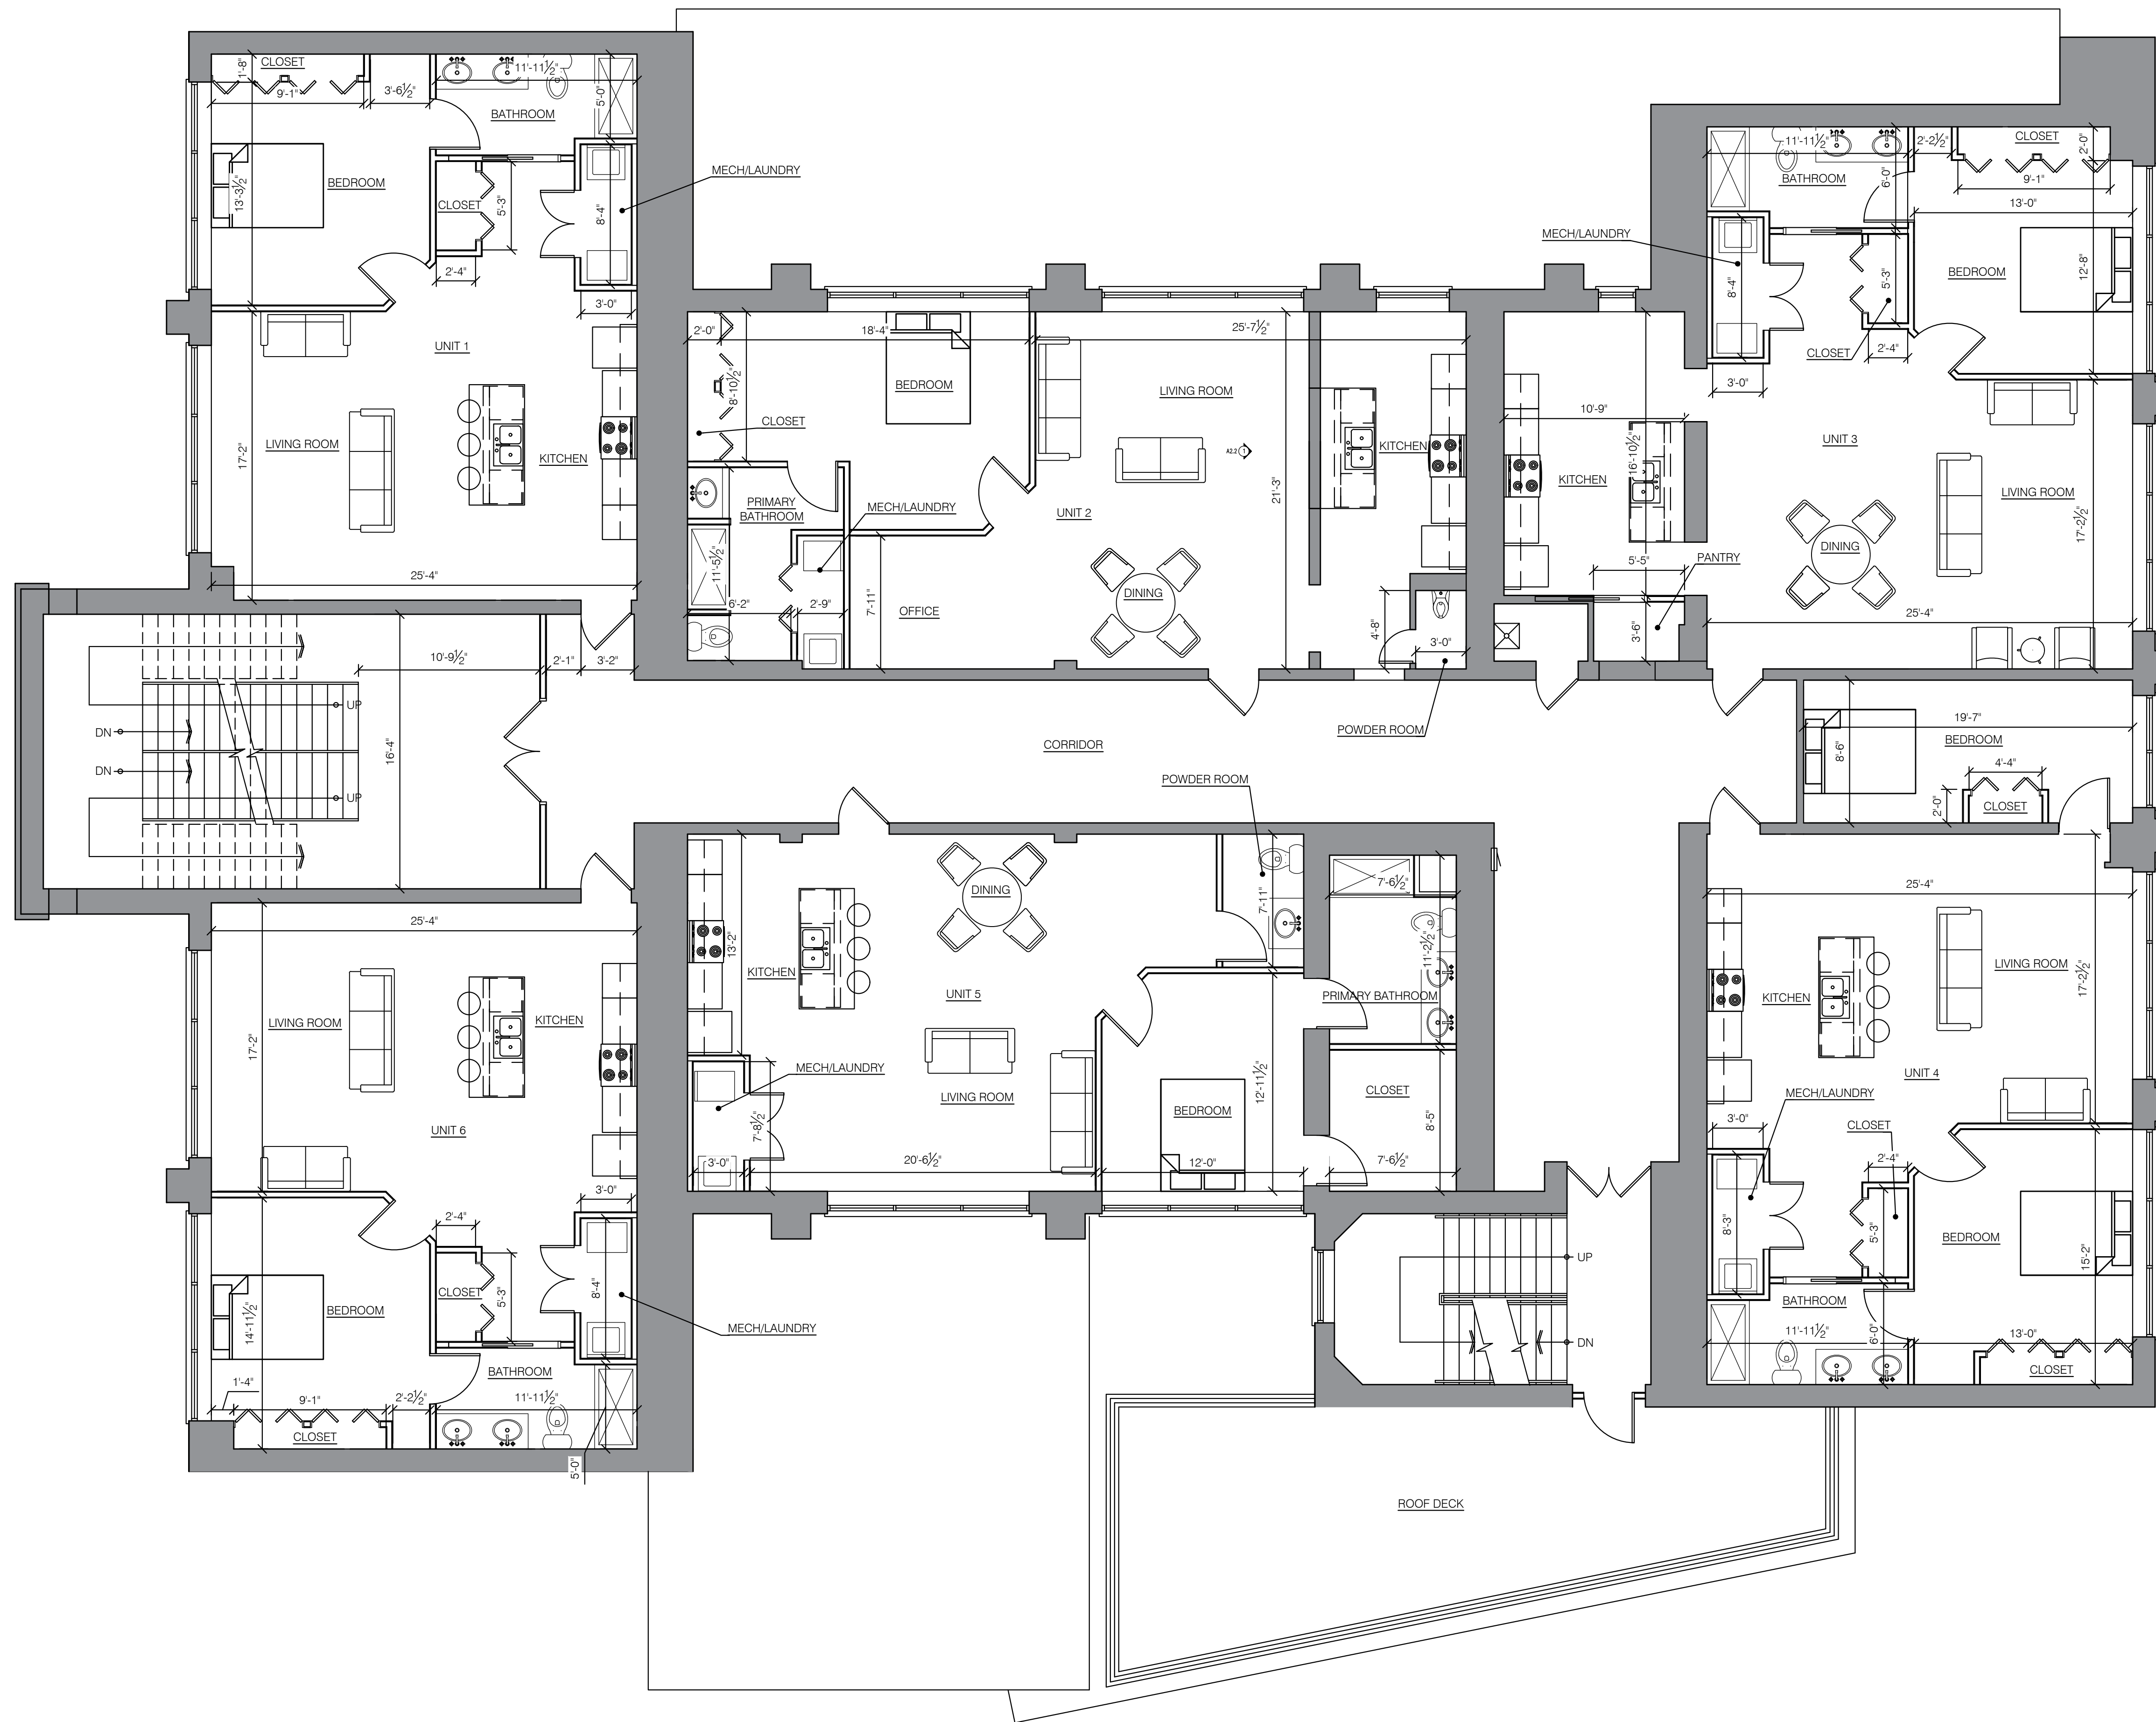 CLOSET
1'-8"
9'-1"
3'-6½"
11'-11½"
5'-0"
BATHROOM
BEDROOM
13'-3½"
CLOSET
5'-3"
2'-4"
8'-4"
3'-0"
MECH/LAUNDRY
UNIT 1
LIVING ROOM
KITCHEN
17'-2"
25'-4"
2'-0"
18'-4"
25'-7½"
8'-10½"
BEDROOM
CLOSET
LIVING ROOM
A2.2
1
KITCHEN
PRIMARY
BATHROOM
MECH/LAUNDRY
UNIT 2
21'-3"
11'-5½"
6'-2"
2'-9"
7'-11"
OFFICE
DINING
4'-8"
3'-0"
POWDER ROOM
11'-11½"
2'-2½"
CLOSET
2'-0"
BATHROOM
6'-0"
9'-1"
13'-0"
MECH/LAUNDRY
8'-4"
5'-3"
BEDROOM
12'-8"
CLOSET
2'-4"
3'-0"
10'-9"
16'-10½"
KITCHEN
UNIT 3
LIVING ROOM
17'-2½"
DINING
5'-5"
PANTRY
3'-6"
25'-4"
10'-9½"
2'-1"
3'-2"
UP
DN
DN
UP
16'-4"
CORRIDOR
19'-7"
BEDROOM
8'-6"
4'-4"
2'-0"
CLOSET
25'-4"
17'-2"
LIVING ROOM
KITCHEN
UNIT 6
3'-0"
2'-4"
CLOSET
5'-3"
8'-4"
BEDROOM
14'-11½"
MECH/LAUNDRY
BATHROOM
1'-4"
9'-1"
2'-2½"
11'-11½"
CLOSET
5'-0"
POWDER ROOM
DINING
7'-11"
13'-2"
KITCHEN
UNIT 5
7'-6½"
11'-2½"
PRIMARY BATHROOM
MECH/LAUNDRY
7'-8½"
LIVING ROOM
12'-11½"
BEDROOM
CLOSET
8'-5"
3'-0"
20'-6½"
12'-0"
7'-6½"
25'-4"
LIVING ROOM
17'-2½"
KITCHEN
UNIT 4
MECH/LAUNDRY
3'-0"
CLOSET
2'-4"
8'-3"
5'-3"
BEDROOM
15'-2"
BATHROOM
11'-11½"
6'-0"
13'-0"
CLOSET
UP
DN
ROOF DECK